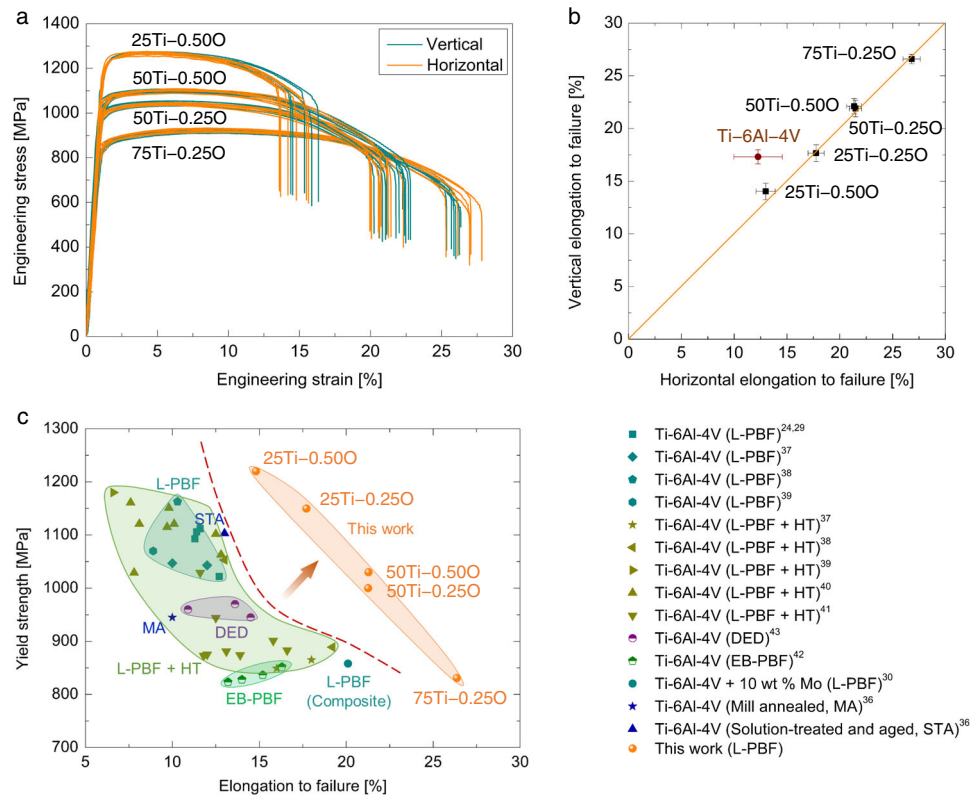 a
1400
1200
1000
800
600
400
200
0
Engineering stress [MPa]
25Ti–0.50O
50Ti–0.50O
50Ti–0.25O
75Ti–0.25O
Vertical
Horizontal
0 5 10 15 20 25 30
Engineering strain [%]
b
30
25
20
15
10
5
0
Vertical elongation to failure [%]
75Ti–0.25O
50Ti–0.50O
50Ti–0.25O
Ti–6Al–4V
25Ti–0.25O
25Ti–0.50O
0 5 10 15 20 25 30
Horizontal elongation to failure [%]
c
1300
1200
1100
1000
900
800
700
Yield strength [MPa]
25Ti–0.50O
L-PBF
25Ti–0.25O
STA
This work
50Ti–0.50O
50Ti–0.25O
MA
DED
L-PBF + HT
EB-PBF
L-PBF
(Composite)
75Ti–0.25O
5 10 15 20 25 30
Elongation to failure [%]
Ti-6Al-4V (L-PBF)24,29
Ti-6Al-4V (L-PBF)37
Ti-6Al-4V (L-PBF)38
Ti-6Al-4V (L-PBF)39
Ti-6Al-4V (L-PBF + HT)37
Ti-6Al-4V (L-PBF + HT)38
Ti-6Al-4V (L-PBF + HT)39
Ti-6Al-4V (L-PBF + HT)40
Ti-6Al-4V (L-PBF + HT)41
Ti-6Al-4V (DED)43
Ti-6Al-4V (EB-PBF)42
Ti-6Al-4V + 10 wt % Mo (L-PBF)30
Ti-6Al-4V (Mill annealed, MA)36
Ti-6Al-4V (Solution-treated and aged, STA)36
This work (L-PBF)